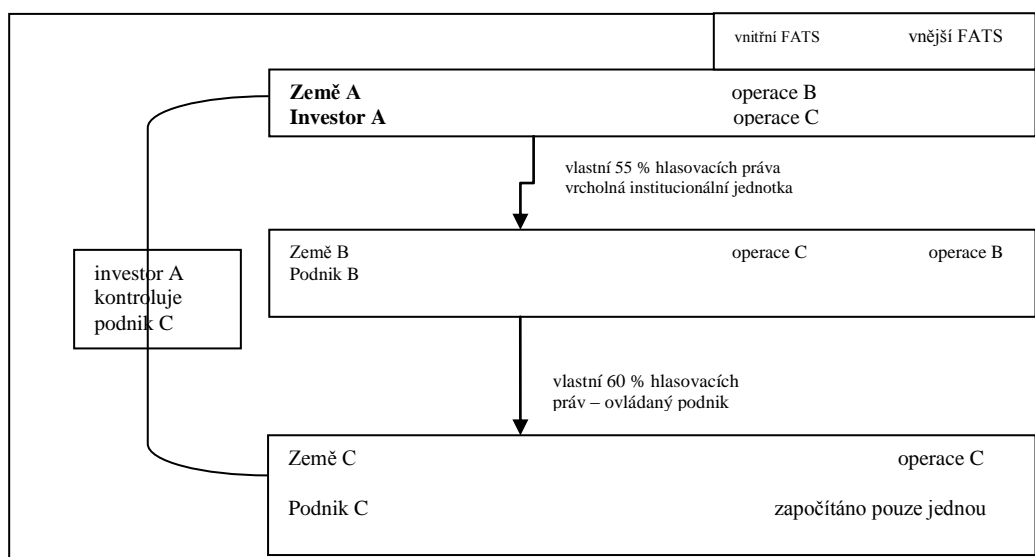 vnitřní FATS vnější FATS
Země A operace B
Investor A operace C
vlastní 55 % hlasovacích práva
vrcholná institucionální jednotka
Země B operace C operace B
Podnik B
investor A
kontroluje
podnik C
vlastní 60 % hlasovacích
práv – ovládaný podnik
Země C operace C
Podnik C započítáno pouze jednou